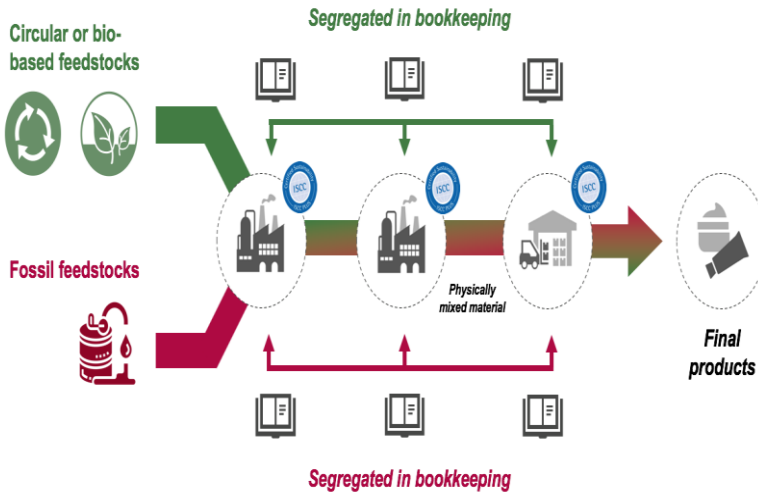 Segregated in bookkeeping
Circular or bio-
based feedstocks
ISCC
ISCC
ISCC
Fossil feedstocks
Physically
mixed material
Final
products
Segregated in bookkeeping